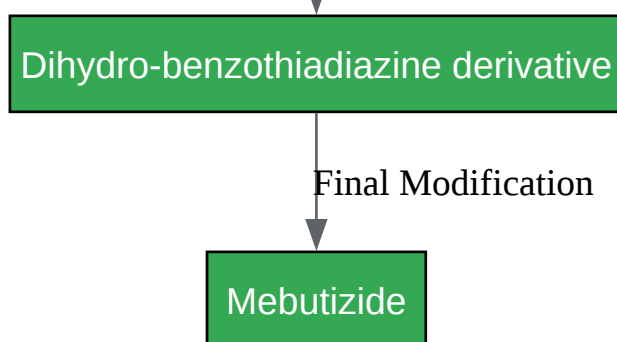 Dihydro-benzothiadiazine derivative
Final Modification
Mebutizide